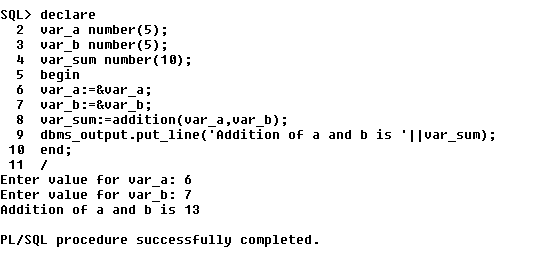 SQL> declare
2 var_a number(5);
3 var_b number(5);
4 var_sum number(10);
5 begin
6 var_a:=&var_a;
7 var_b:=&var_b;
8 var_sum:=addition(var_a,var_b);
9 dbms_output.put_line('Addition of a and b is '||var_sum);
10 end;
11 /
Enter value for var_a: 6
Enter value for var_b: 7
Addition of a and b is 13
PL/SQL procedure successfully completed.